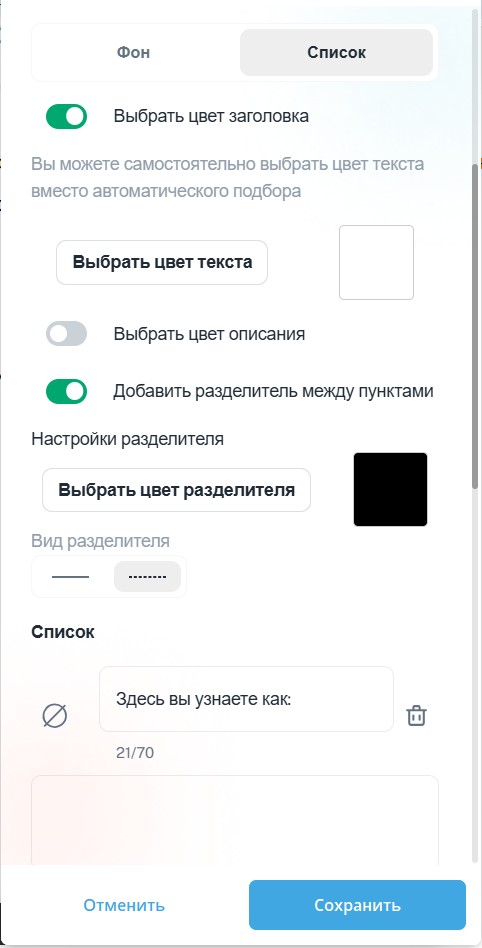 Фон
Список
Выбрать цвет заголовка
Вы можете самостоятельно выбрать цвет текста
вместо автоматического подбора
Выбрать цвет текста
Выбрать цвет описания
Добавить разделитель между пунктами
Настройки разделителя
Выбрать цвет разделителя
Вид разделителя
Список
Здесь вы узнаете как:
21/70
Отменить
Сохранить